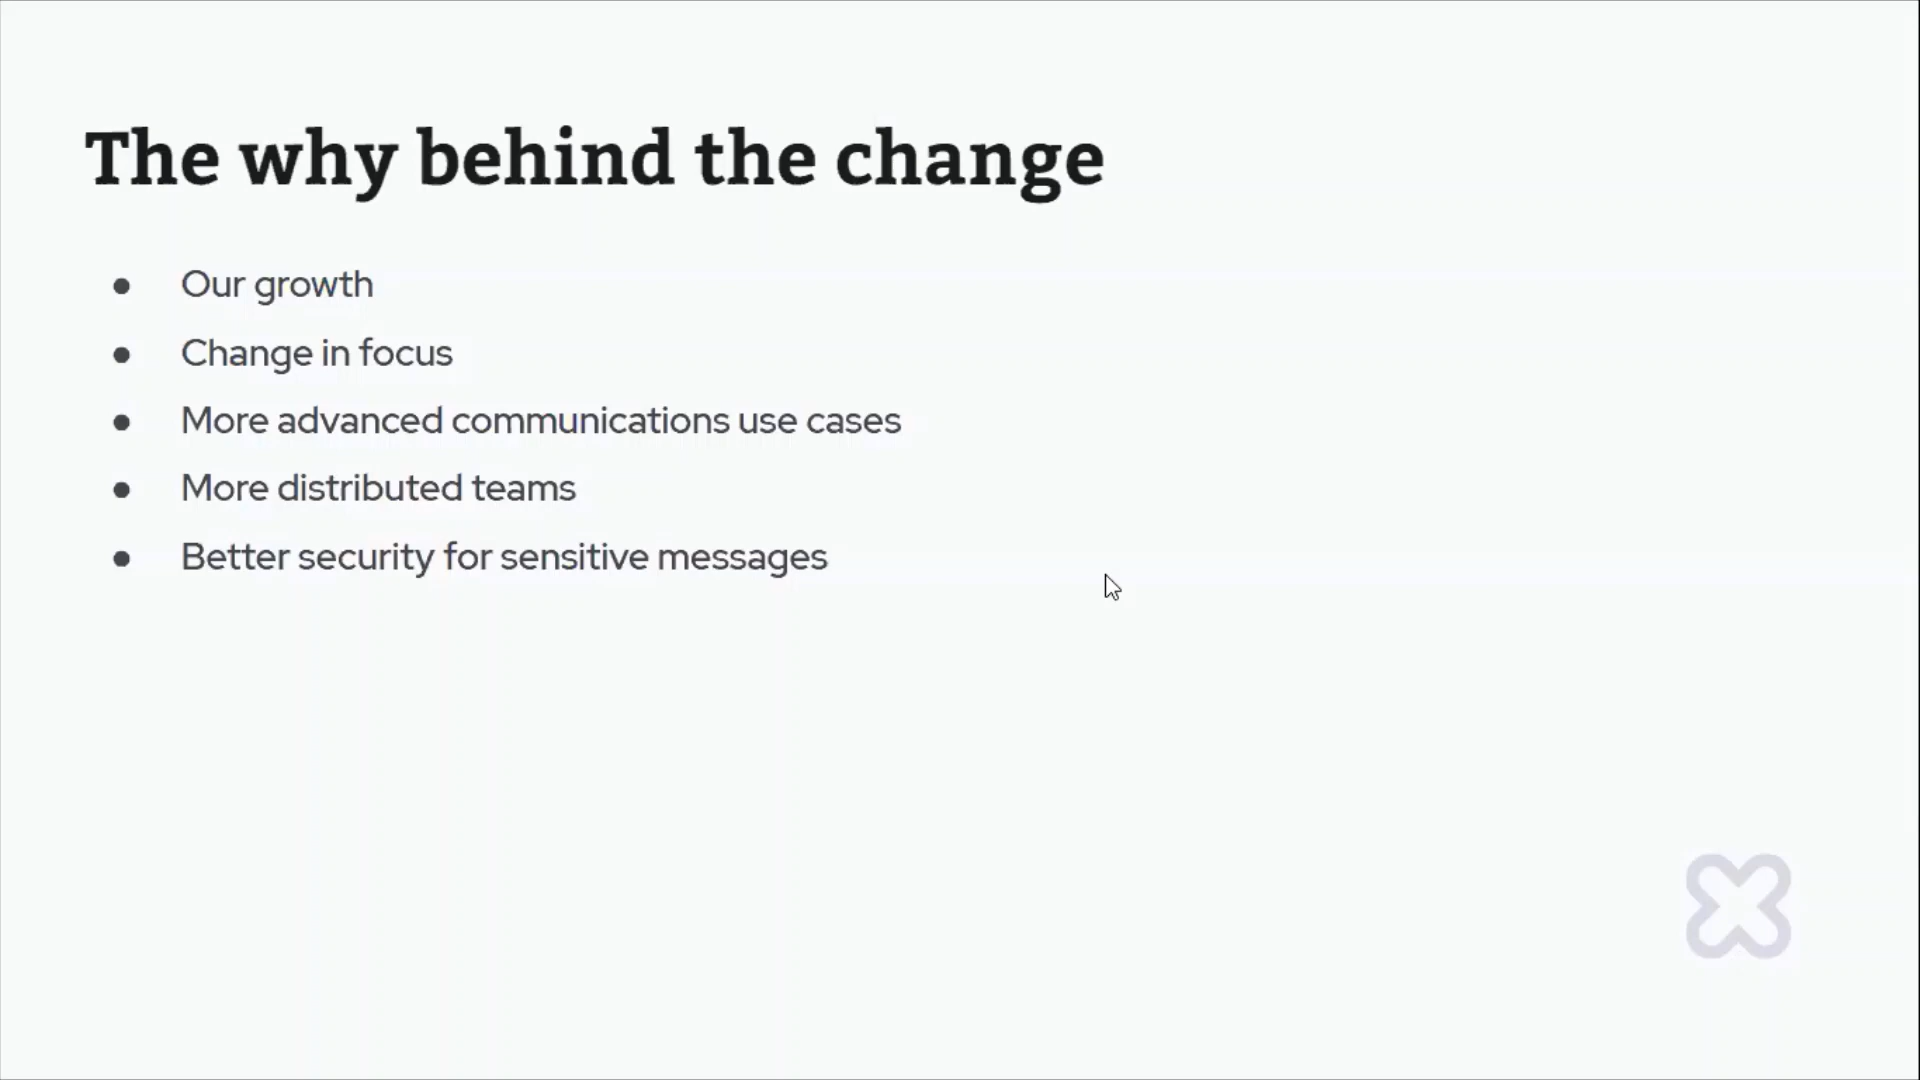 The why behind the change
● Our growth
● Change in focus
● More advanced communications use cases
● More distributed teams
● Better security for sensitive messages